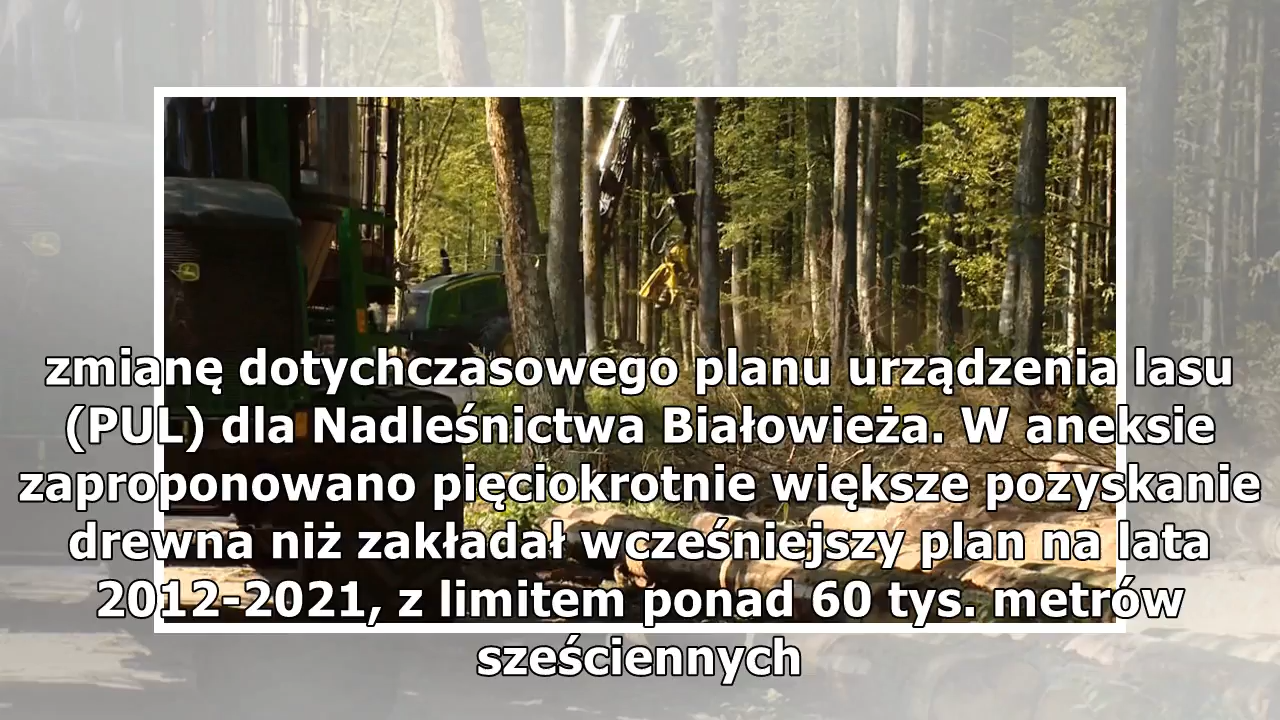 zmianę dotychczasowego planu urządzenia lasu
(PUL) dla Nadleśnictwa Białowieża. W aneksie
zaproponowano pięciokrotnie większe pozyskanie
drewna niż zakładał wcześniejszy plan na lata
2012-2021, z limitem ponad 60 tys. metrów
sześciennych